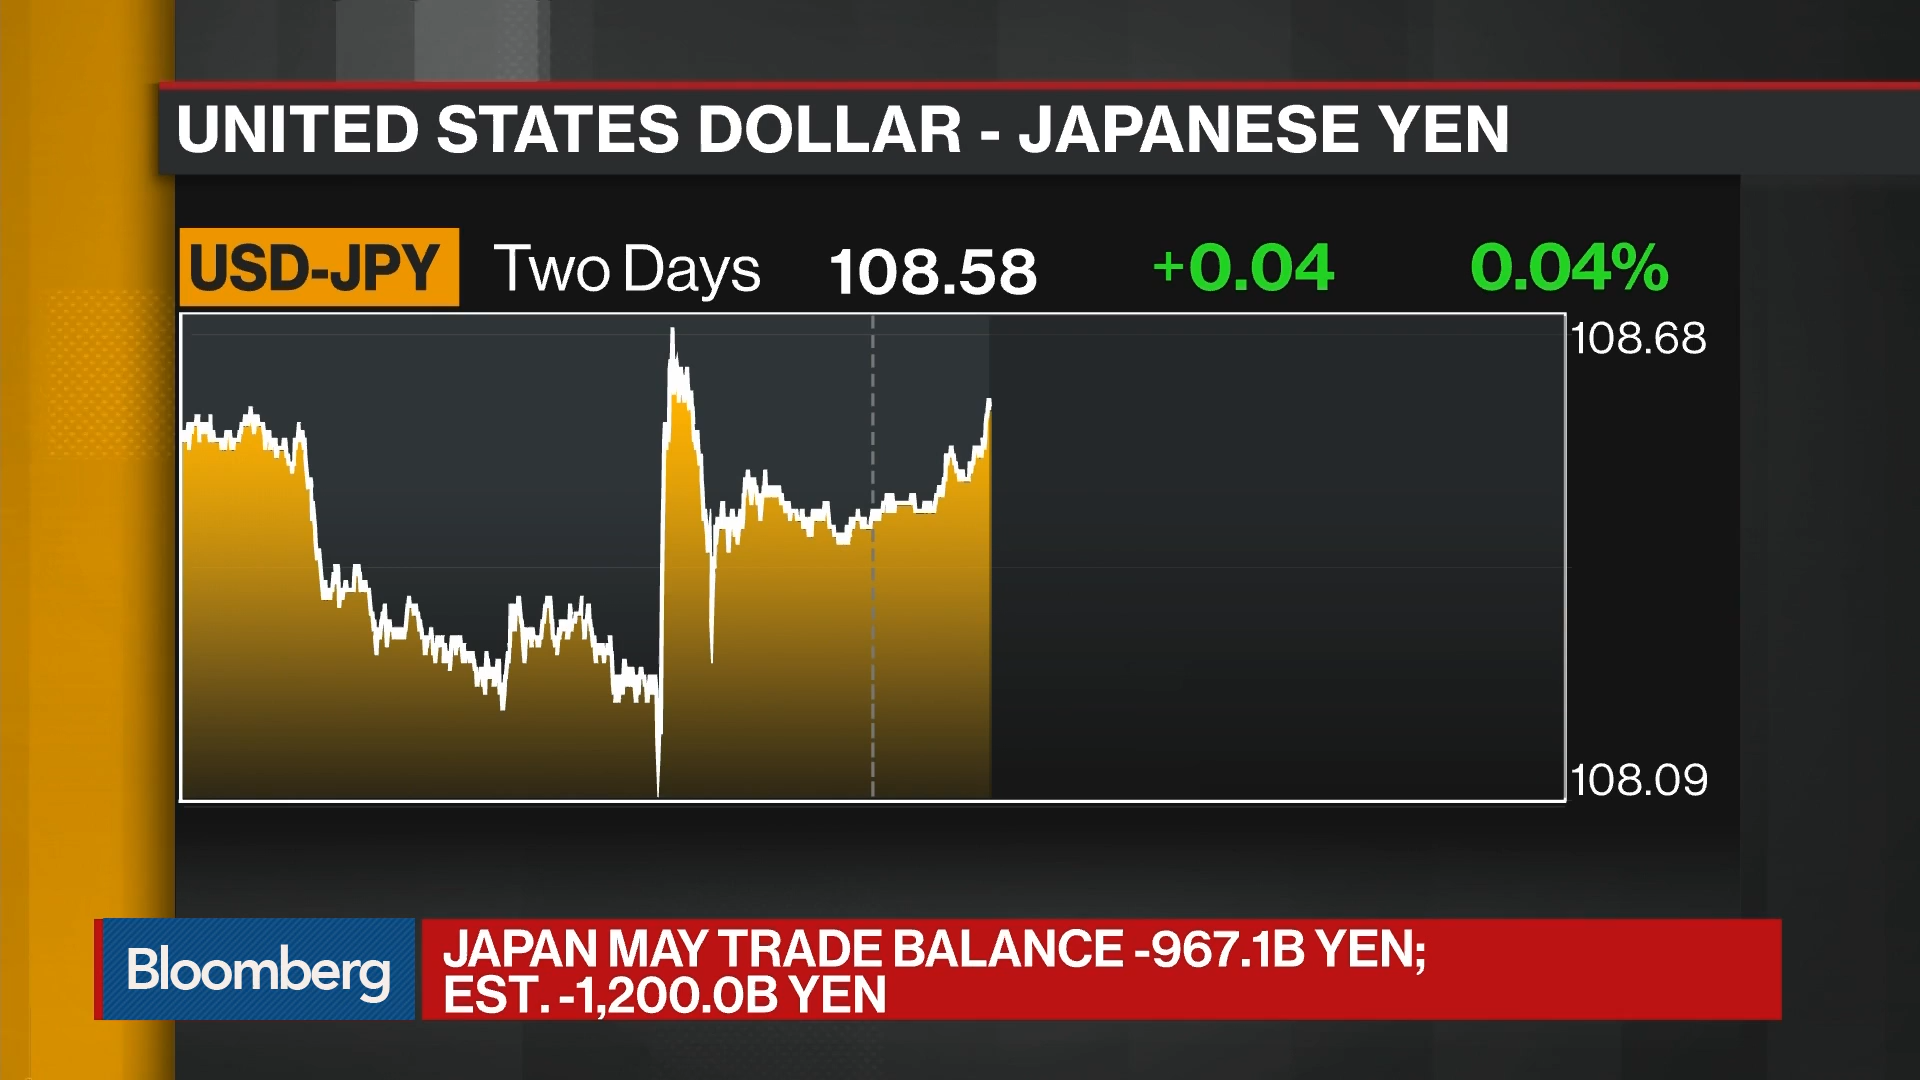 UNITED STATES DOLLAR - JAPANESE YEN
USD-JPY Two Days 108.58 +0.04 0.04%
108.68
108.09
Bloomberg
JAPAN MAY TRADE BALANCE -967.1B YEN;
EST. -1,200.0B YEN